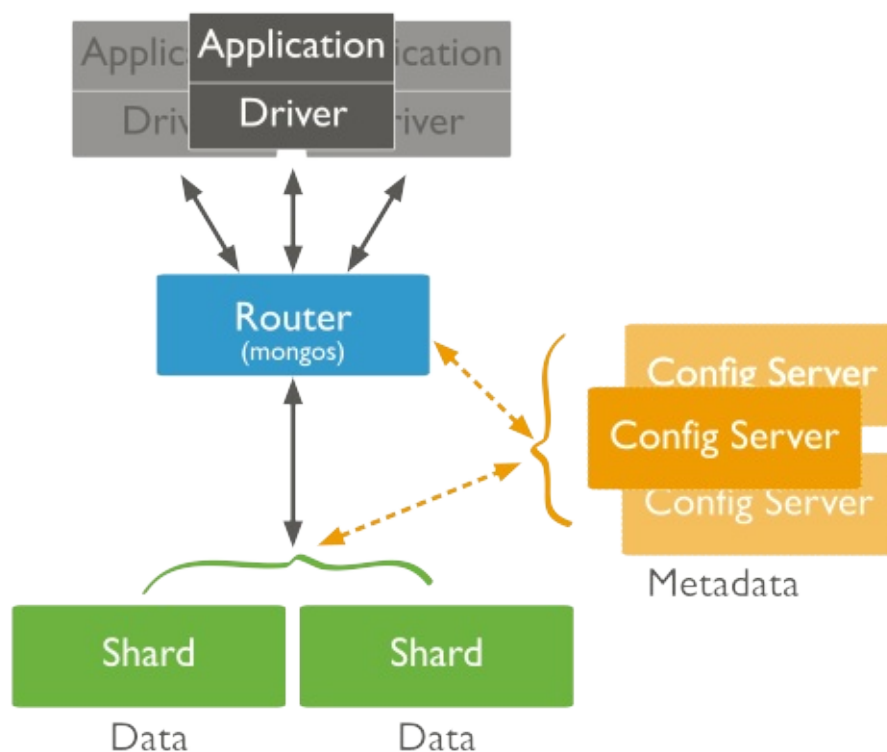 Application
Driver
Router
(mongos)
Config Server
Config Server
Config Server
Metadata
Shard
Shard
Data
Data